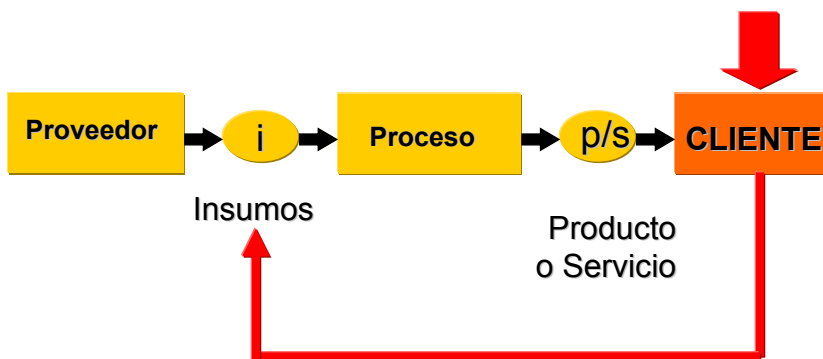 Proveedor
i
Proceso
p/s
CLIENTE
Insumos
Producto
o Servicio